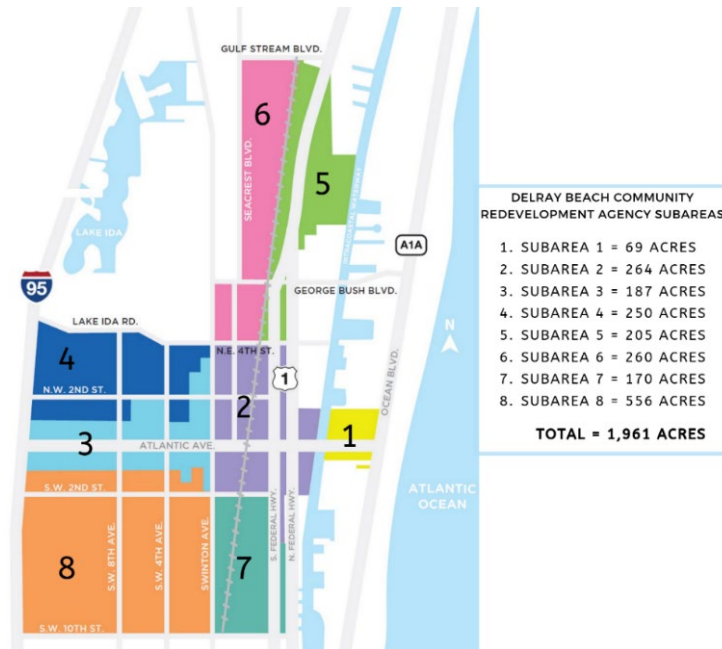 GULF STREAM BLVD.
6
SEACREST BLVD.
5
INTRACOASTAL WATERWAY
LAKE IDA
A1A
95
GEORGE BUSH BLVD.
LAKE IDA RD.
N
N.E. 4TH ST.
4
1
OCEAN BLVD.
N.W. 2ND ST.
2
3
ATLANTIC AVE.
1
S.W. 2ND ST.
ATLANTIC
OCEAN
S.W. 8TH AVE.
S.W. 4TH AVE.
SWINTON AVE.
S. FEDERAL HWY.
N. FEDERAL HWY.
8
7
S.W. 10TH ST.
DELRAY BEACH COMMUNITY
REDEVELOPMENT AGENCY SUBAREAS
1. SUBAREA 1 = 69 ACRES
2. SUBAREA 2 = 264 ACRES
3. SUBAREA 3 = 187 ACRES
4. SUBAREA 4 = 250 ACRES
5. SUBAREA 5 = 205 ACRES
6. SUBAREA 6 = 260 ACRES
7. SUBAREA 7 = 170 ACRES
8. SUBAREA 8 = 556 ACRES
TOTAL = 1,961 ACRES